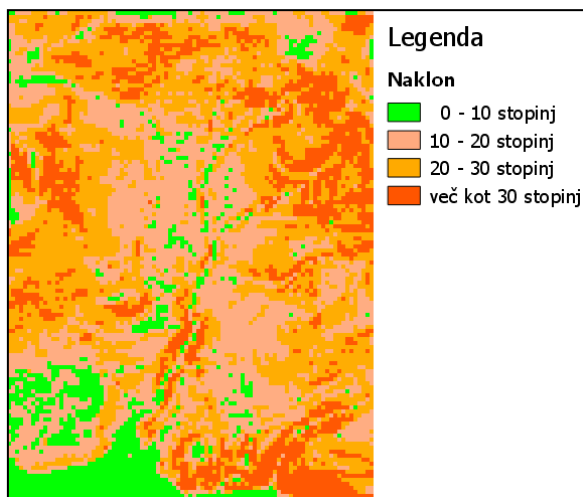 Legenda
Naklon
0 - 10 stopinj
10 - 20 stopinj
20 - 30 stopinj
več kot 30 stopinj